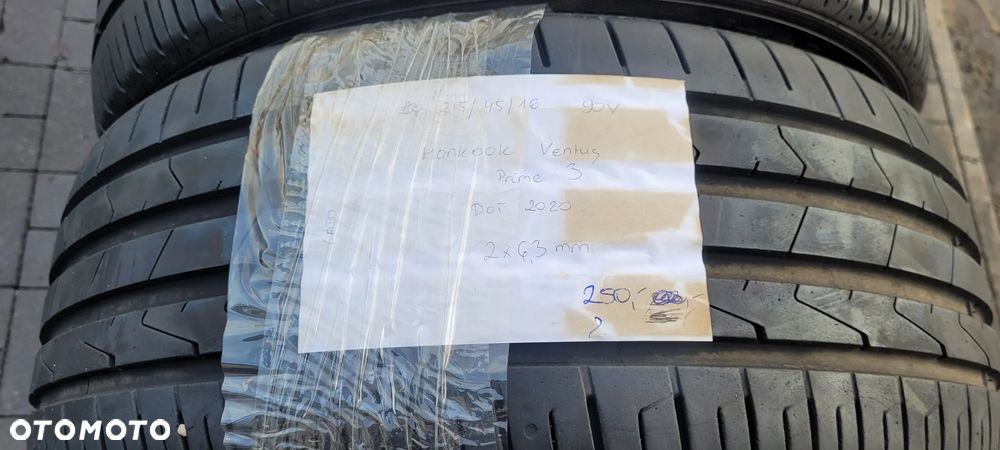 215/45/16 90V
Hankook Ventus
Prime 3
DOT 2020
2x6,3 mm
250,-
2
OTOMOTO